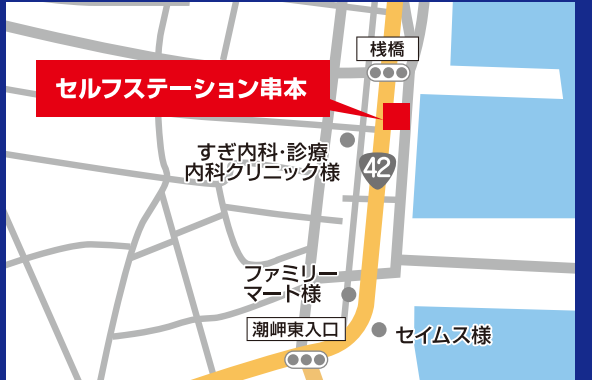 桟橋
セルフステーション串本
すぎ内科・診療
内科クリニック様
42
ファミリー
マート様
潮岬東入口
セイムス様